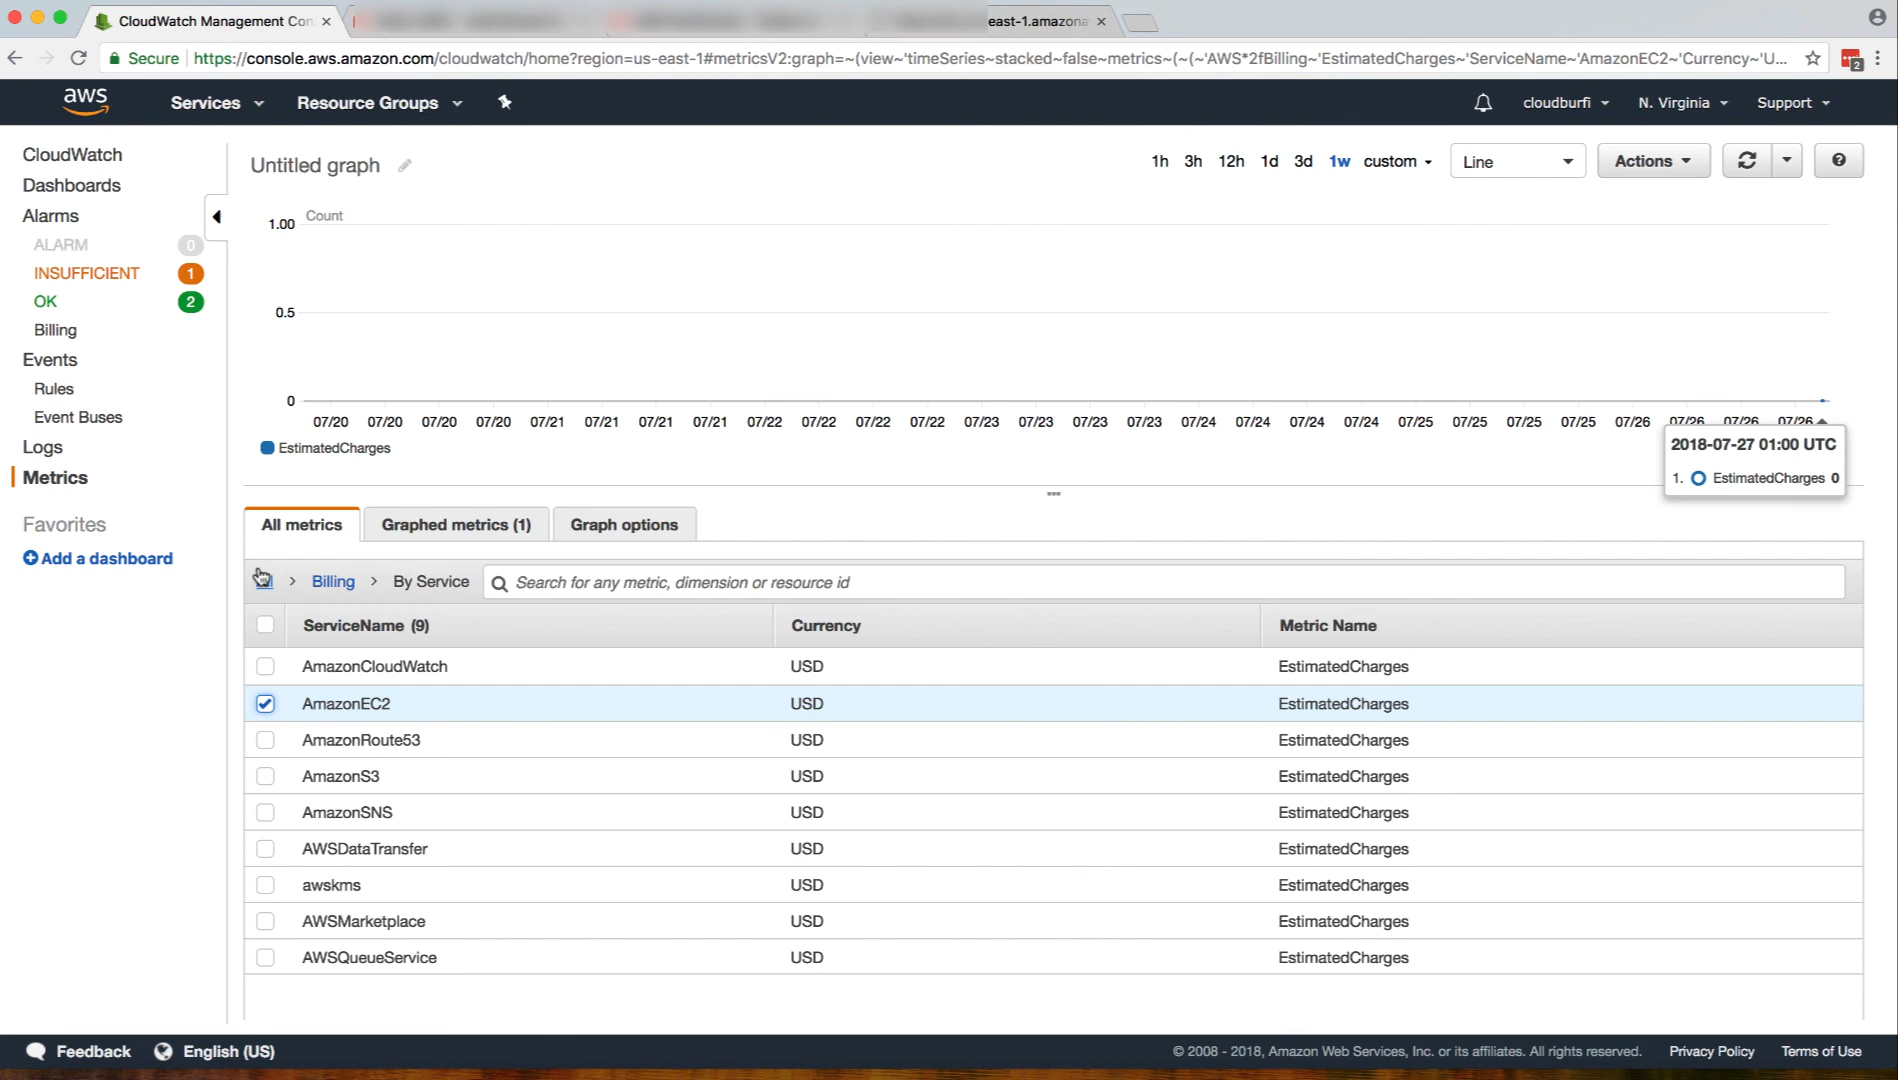 CloudWatch Management Con
east-1.amazona
Secure
https://console.aws.amazon.com/cloudwatch/home?region=us-east-1#metricsV2:graph=~(view~'timeSeries~stacked~false~metrics~(~(~'AWS*2fBilling~'EstimatedCharges~'ServiceName~'AmazonEC2~'Currency~'U...
2
aws
Services
Resource Groups
cloudburfi
N. Virginia
Support
CloudWatch
Dashboards
Alarms
ALARM 0
INSUFFICIENT 1
OK 2
Billing
Events
Rules
Event Buses
Logs
Metrics
Favorites
Add a dashboard
Untitled graph
1h 3h 12h 1d 3d 1w custom
Line
Actions
?
Count
1.00
0.5
0
07/20 07/20 07/20 07/20 07/21 07/21 07/21 07/21 07/22 07/22 07/22 07/22 07/23 07/23 07/23 07/23 07/24 07/24 07/24 07/24 07/25 07/25 07/25 07/25 07/26 07/26 07/26 07/26
EstimatedCharges
2018-07-27 01:00 UTC
1. EstimatedCharges 0
All metrics
Graphed metrics (1)
Graph options
> Billing > By Service
Search for any metric, dimension or resource id
ServiceName (9) Currency Metric Name
AmazonCloudWatch USD EstimatedCharges
AmazonEC2 USD EstimatedCharges
AmazonRoute53 USD EstimatedCharges
AmazonS3 USD EstimatedCharges
AmazonSNS USD EstimatedCharges
AWSDataTransfer USD EstimatedCharges
awskms USD EstimatedCharges
AWSMarketplace USD EstimatedCharges
AWSQueueService USD EstimatedCharges
Feedback
English (US)
© 2008 - 2018, Amazon Web Services, Inc. or its affiliates. All rights reserved.
Privacy Policy
Terms of Use